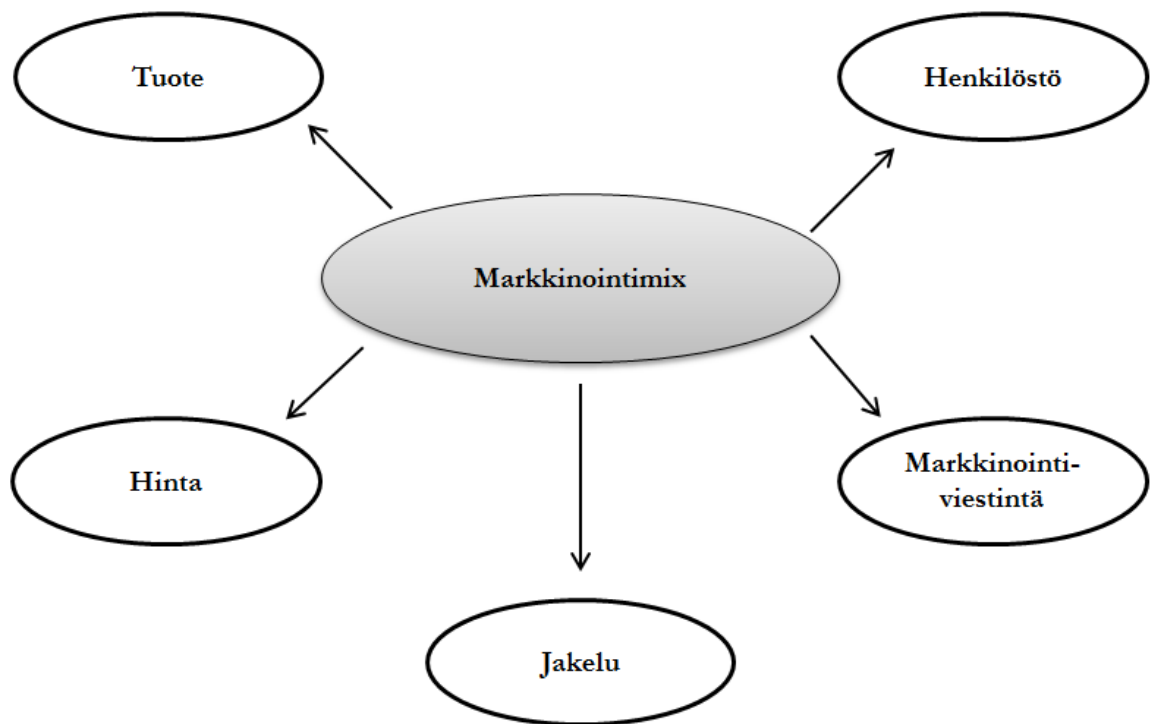 Tuote
Henkilöstö
Markkinointimix
Hinta
Markkinointi-
viestintä
Jakelu